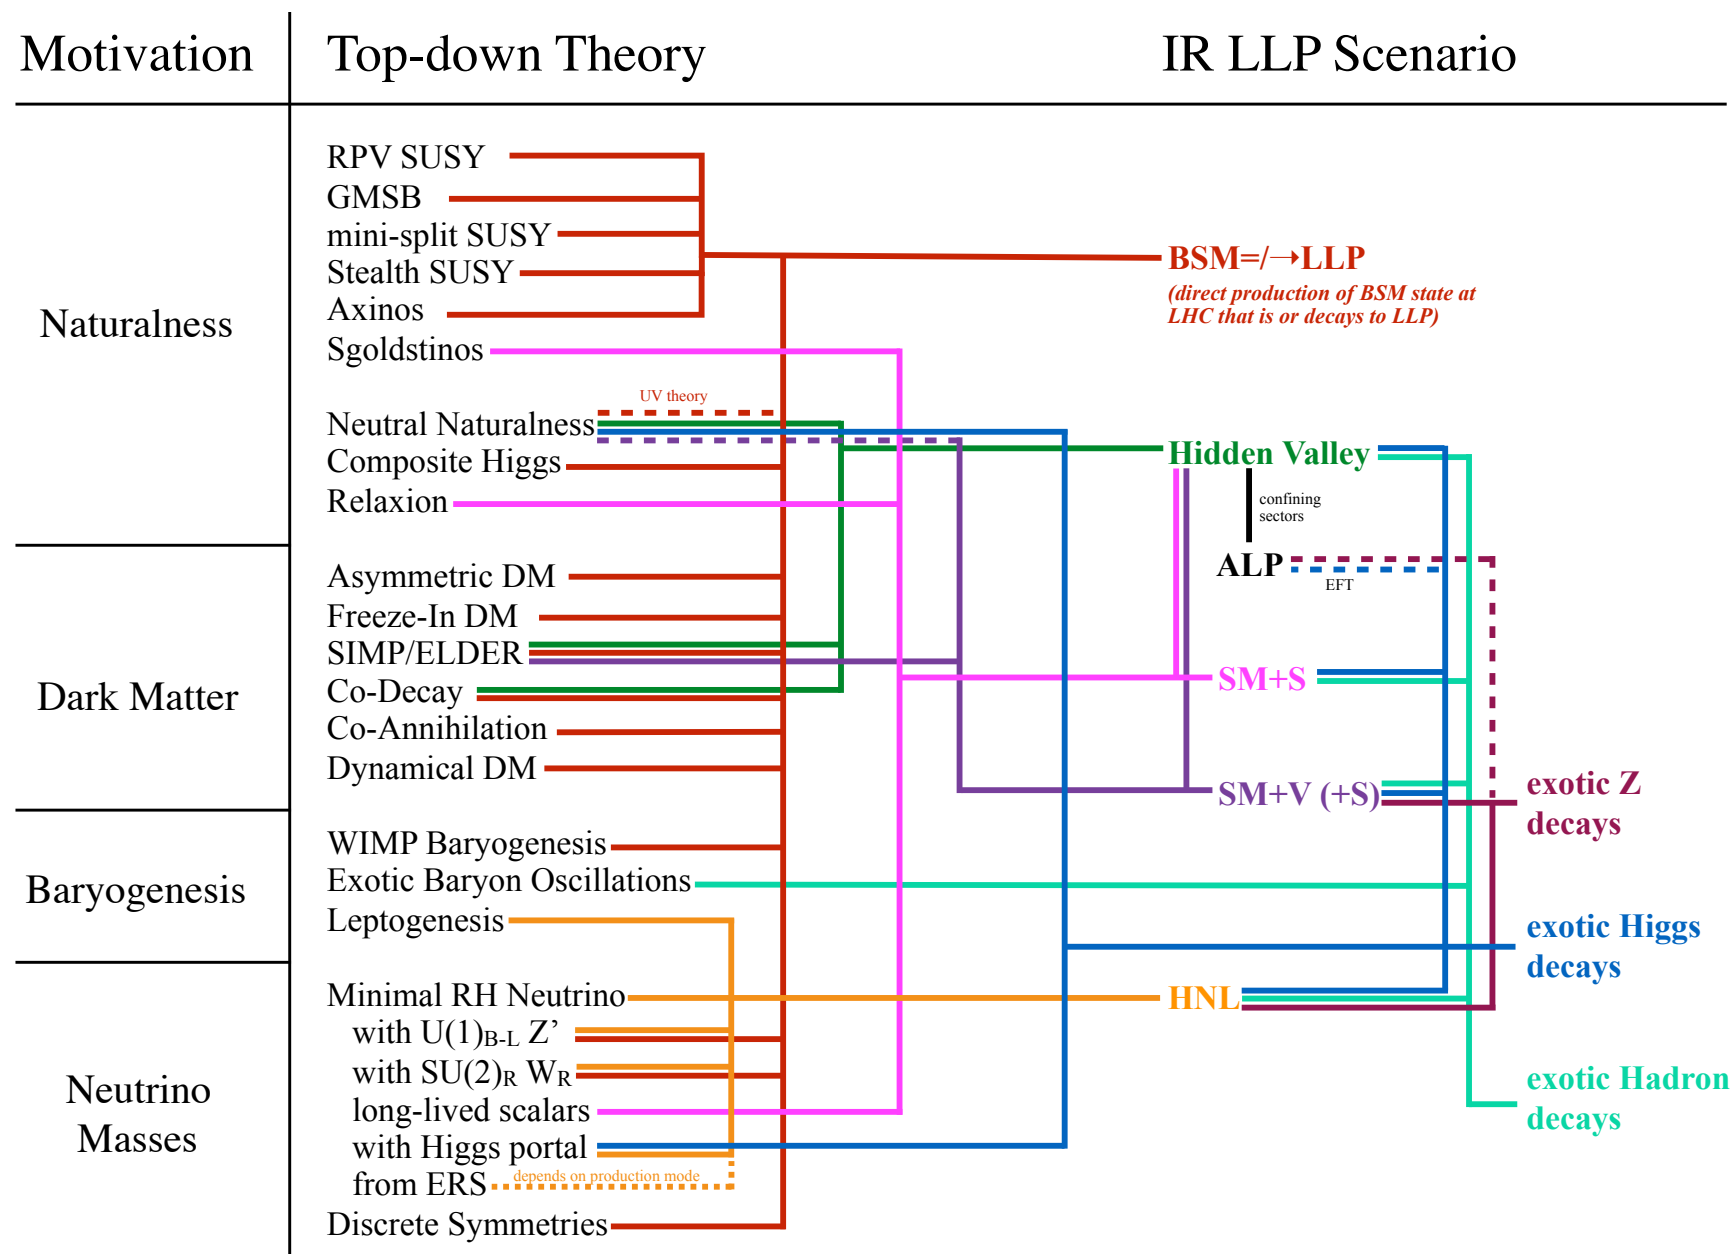 Motivation
Top-down Theory
IR LLP Scenario
Naturalness
RPV SUSY
GMSB
mini-split SUSY
Stealth SUSY
Axinos
Sgoldstinos
UV theory
Neutral Naturalness
Composite Higgs
Relaxion
BSM=/→LLP
(direct production of BSM state at
LHC that is or decays to LLP)
Hidden Valley
confining
sectors
ALP
EFT
Dark Matter
Asymmetric DM
Freeze-In DM
SIMP/ELDER
Co-Decay
Co-Annihilation
Dynamical DM
SM+S
SM+V (+S)
exotic Z
decays
Baryogenesis
WIMP Baryogenesis
Exotic Baryon Oscillations
Leptogenesis
exotic Higgs
decays
Neutrino
Masses
Minimal RH Neutrino
with U(1)B-L Z’
with SU(2)R WR
long-lived scalars
with Higgs portal
from ERS
depends on production mode
Discrete Symmetries
HNL
exotic Hadron
decays